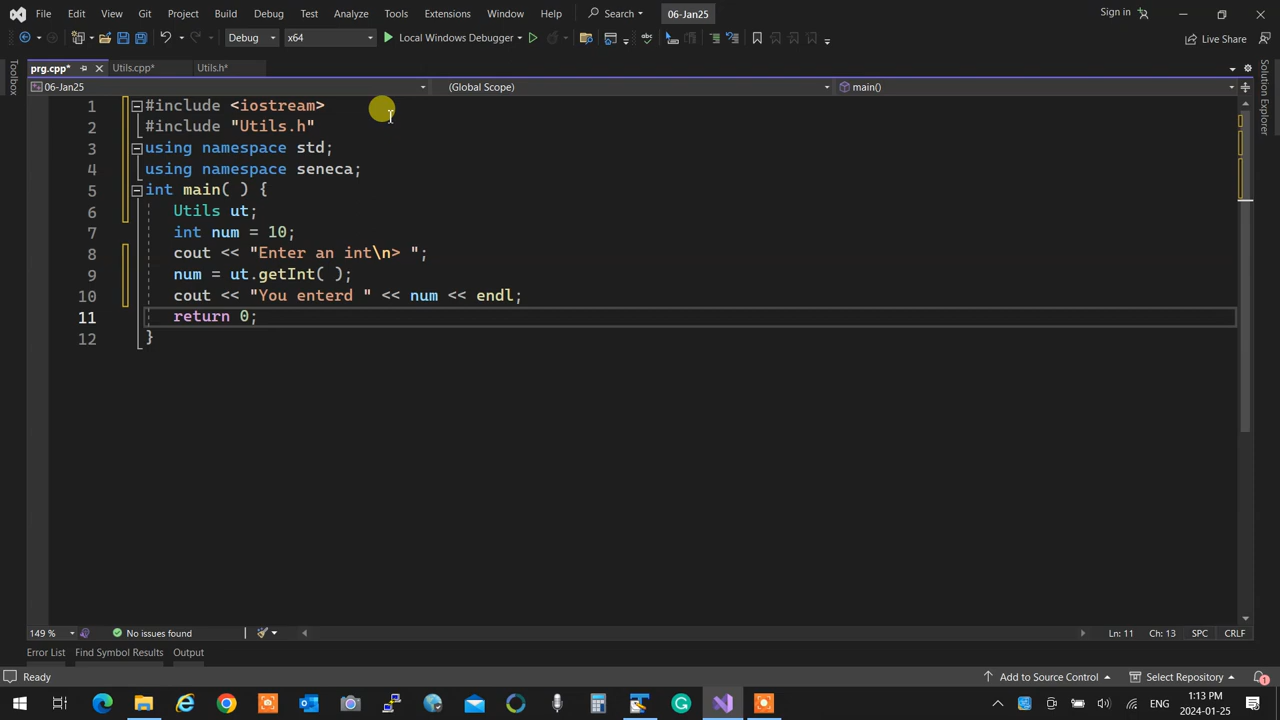 File Edit View Git Project Build Debug Test Analyze Tools Extensions Window Help Search 06-Jan25 Sign in
Debug x64 Local Windows Debugger Live Share
prg.cpp* Utils.cpp* Utils.h*
06-Jan25 (Global Scope) main()
Toolbox
Solution Explorer
1 #include <iostream>
2 #include "Utils.h"
3 using namespace std;
4 using namespace seneca;
5 int main( ) {
6 Utils ut;
7 int num = 10;
8 cout << "Enter an int\n> ";
9 num = ut.getInt( );
10 cout << "You enterd " << num << endl;
11 return 0;
12 }
149 % No issues found Ln: 11 Ch: 13 SPC CRLF
Error List Find Symbol Results Output
Ready Add to Source Control Select Repository 1
ENG 1:13 PM
2024-01-25